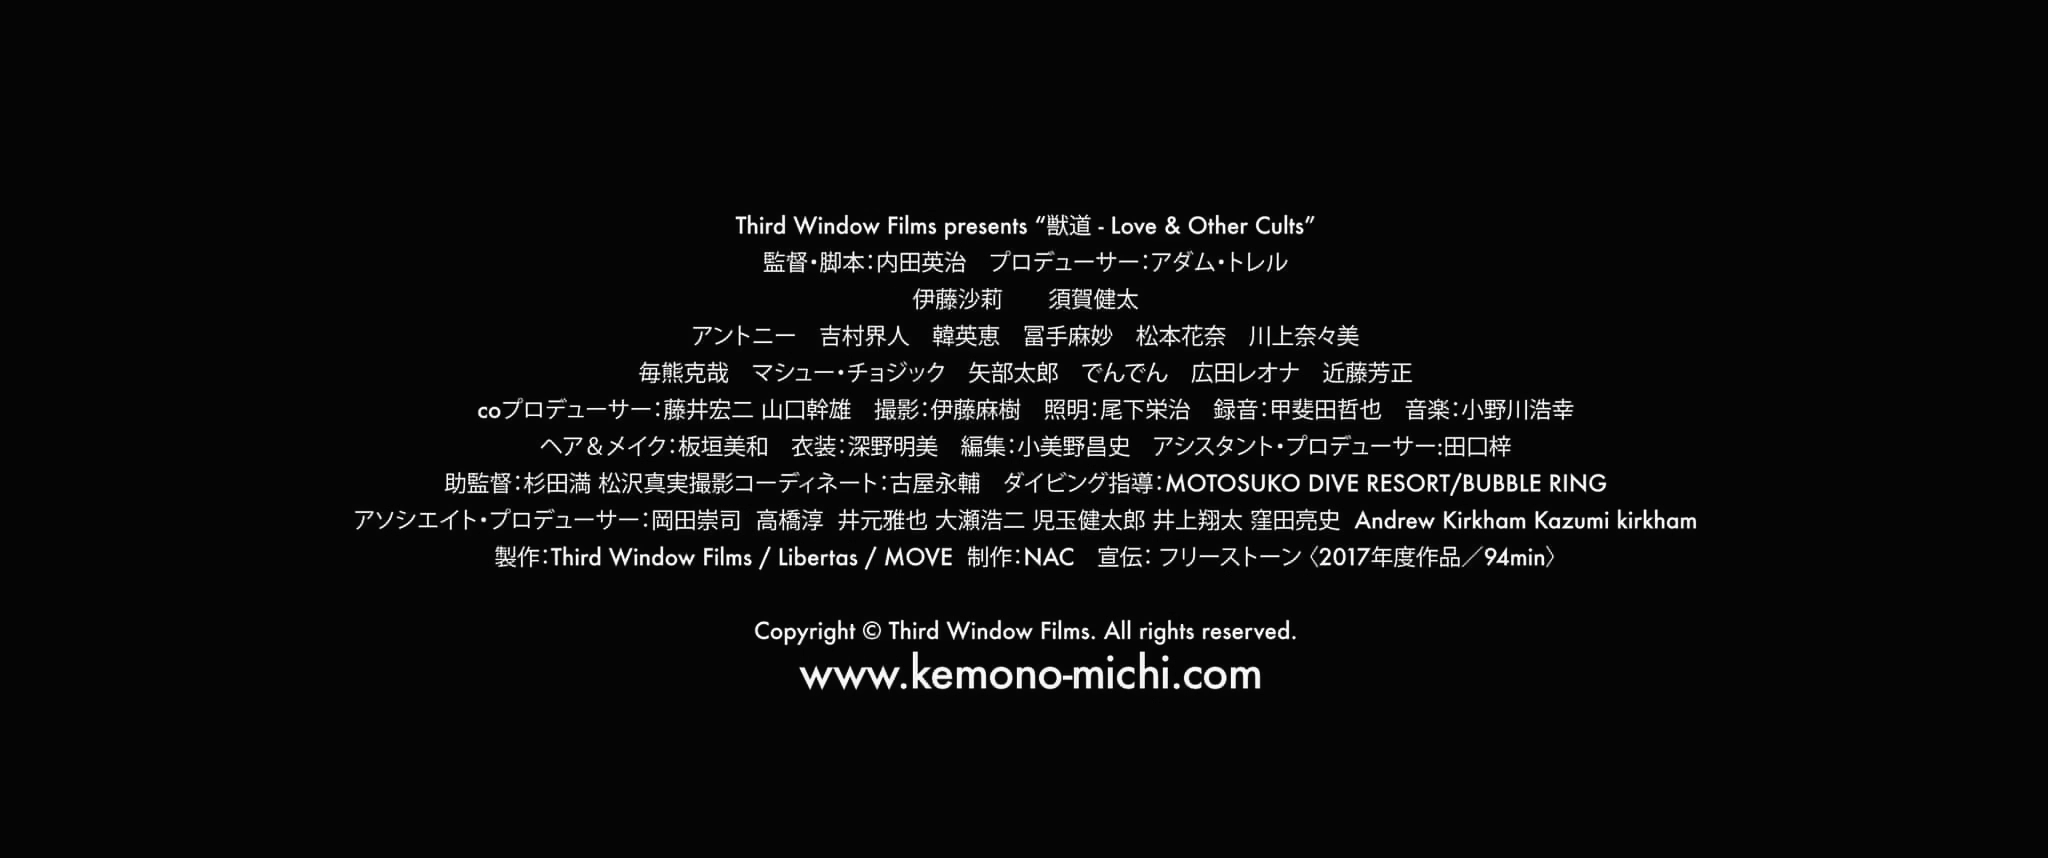 Third Window Films presents “獣道 - Love & Other Cults”
監督・脚本：内田英治　プロデューサー：アダム・トレル
伊藤沙莉　　須賀健太
アントニー　吉村界人　韓英恵　冨手麻妙　松本花奈　川上奈々美
毎熊克哉　マシュー・チョジック　矢部太郎　でんでん　広田レオナ　近藤芳正
coプロデューサー：藤井宏二 山口幹雄　撮影：伊藤麻樹　照明：尾下栄治　録音：甲斐田哲也　音楽：小野川浩幸
ヘア＆メイク：板垣美和　衣装：深野明美　編集：小美野昌史　アシスタント・プロデューサー:田口梓
助監督：杉田満 松沢真実撮影コーディネート：古屋永輔　ダイビング指導：MOTOSUKO DIVE RESORT/BUBBLE RING
アソシエイト・プロデューサー：岡田崇司  高橋淳  井元雅也 大瀬浩二 児玉健太郎 井上翔太 窪田亮史  Andrew Kirkham Kazumi kirkham
製作：Third Window Films / Libertas / MOVE  制作：NAC　宣伝： フリーストーン〈2017年度作品／94min〉
Copyright © Third Window Films. All rights reserved.
www.kemono-michi.com